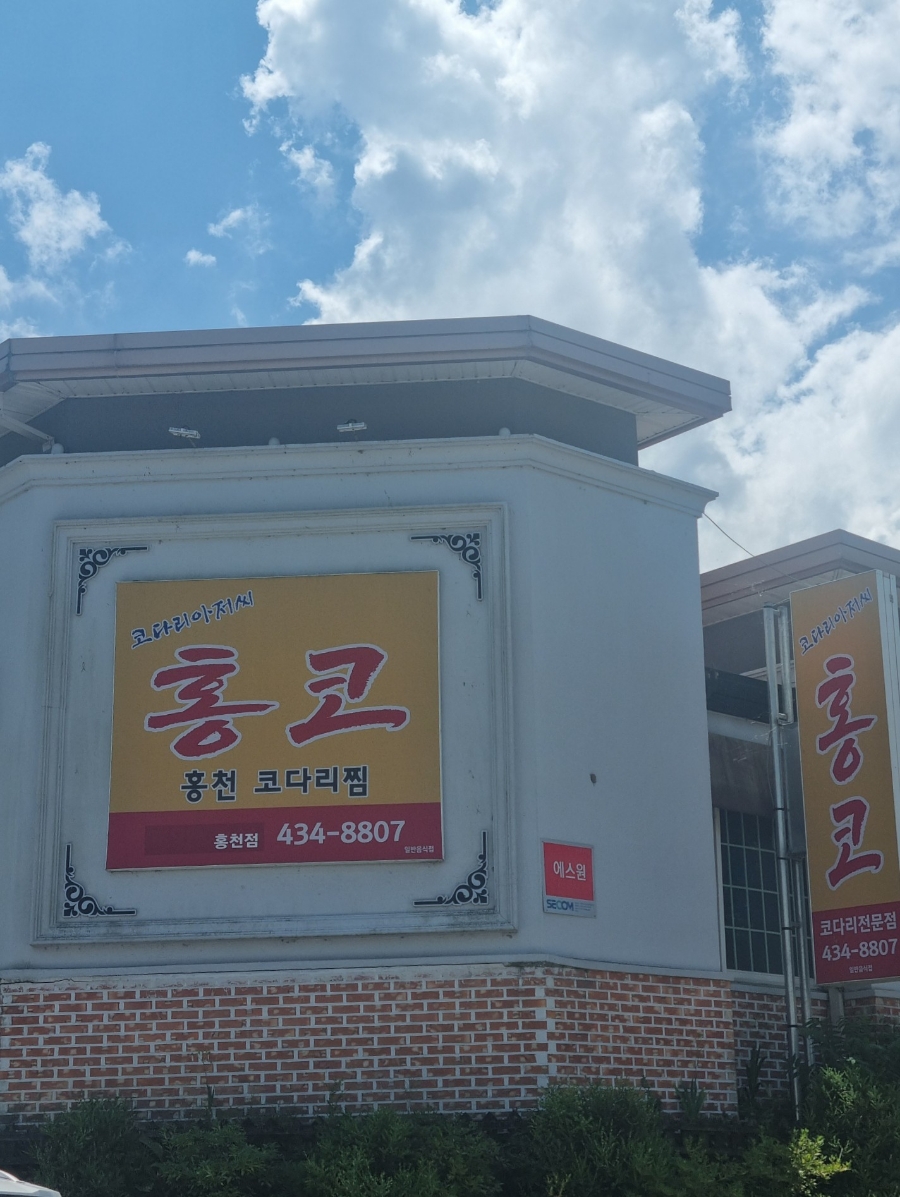 코다리아저씨
홍코
홍천 코다리찜
홍천점 434-8807
일반음식점
에스원
SECOM
코다리아저씨
홍코
코다리전문점
434-8807
일반음식점